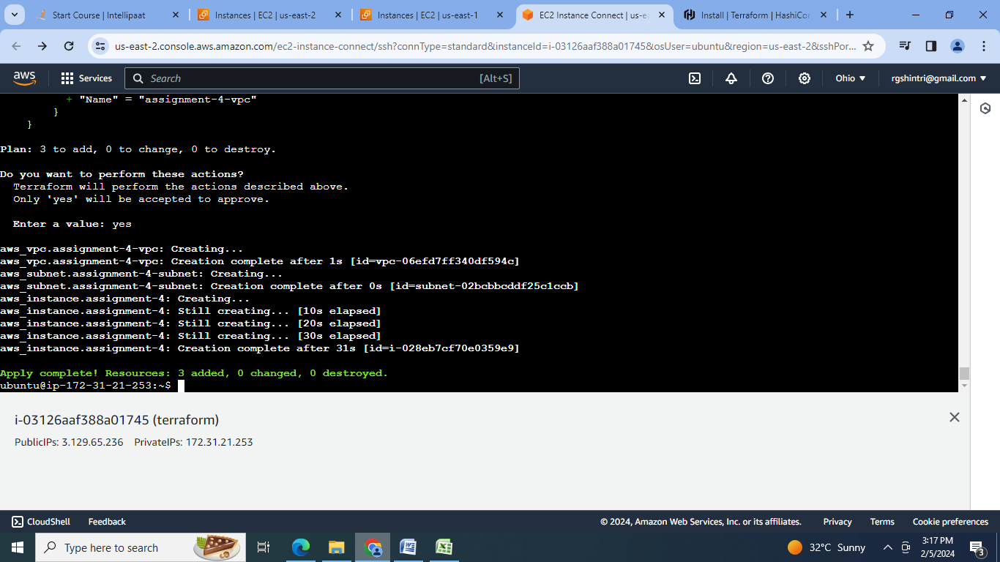 Start Course | Intellipaat
Instances | EC2 | us-east-2
Instances | EC2 | us-east-1
EC2 Instance Connect | us-ea
Install | Terraform | HashiCor
us-east-2.console.aws.amazon.com/ec2-instance-connect/ssh?connType=standard&instanceId=i-03126aaf388a01745&osUser=ubuntu&region=us-east-2&sshPor...
aws
Services
Search
[Alt+S]
Ohio
rgshintri@gmail.com
+ "Name" = "assignment-4-vpc"
}
}
Plan: 3 to add, 0 to change, 0 to destroy.
Do you want to perform these actions?
Terraform will perform the actions described above.
Only 'yes' will be accepted to approve.
Enter a value: yes
aws_vpc.assignment-4-vpc: Creating...
aws_vpc.assignment-4-vpc: Creation complete after 1s [id=vpc-06efd7ff340df594c]
aws_subnet.assignment-4-subnet: Creating...
aws_subnet.assignment-4-subnet: Creation complete after 0s [id=subnet-02bcbbcddf25c1ccb]
aws_instance.assignment-4: Creating...
aws_instance.assignment-4: Still creating... [10s elapsed]
aws_instance.assignment-4: Still creating... [20s elapsed]
aws_instance.assignment-4: Still creating... [30s elapsed]
aws_instance.assignment-4: Creation complete after 31s [id=i-028eb7cf70e0359e9]
Apply complete! Resources: 3 added, 0 changed, 0 destroyed.
ubuntu@ip-172-31-21-253:~$
i-03126aaf388a01745 (terraform)
PublicIPs: 3.129.65.236 PrivateIPs: 172.31.21.253
CloudShell
Feedback
© 2024, Amazon Web Services, Inc. or its affiliates.
Privacy
Terms
Cookie preferences
Type here to search
32°C Sunny
3:17 PM
2/5/2024
3